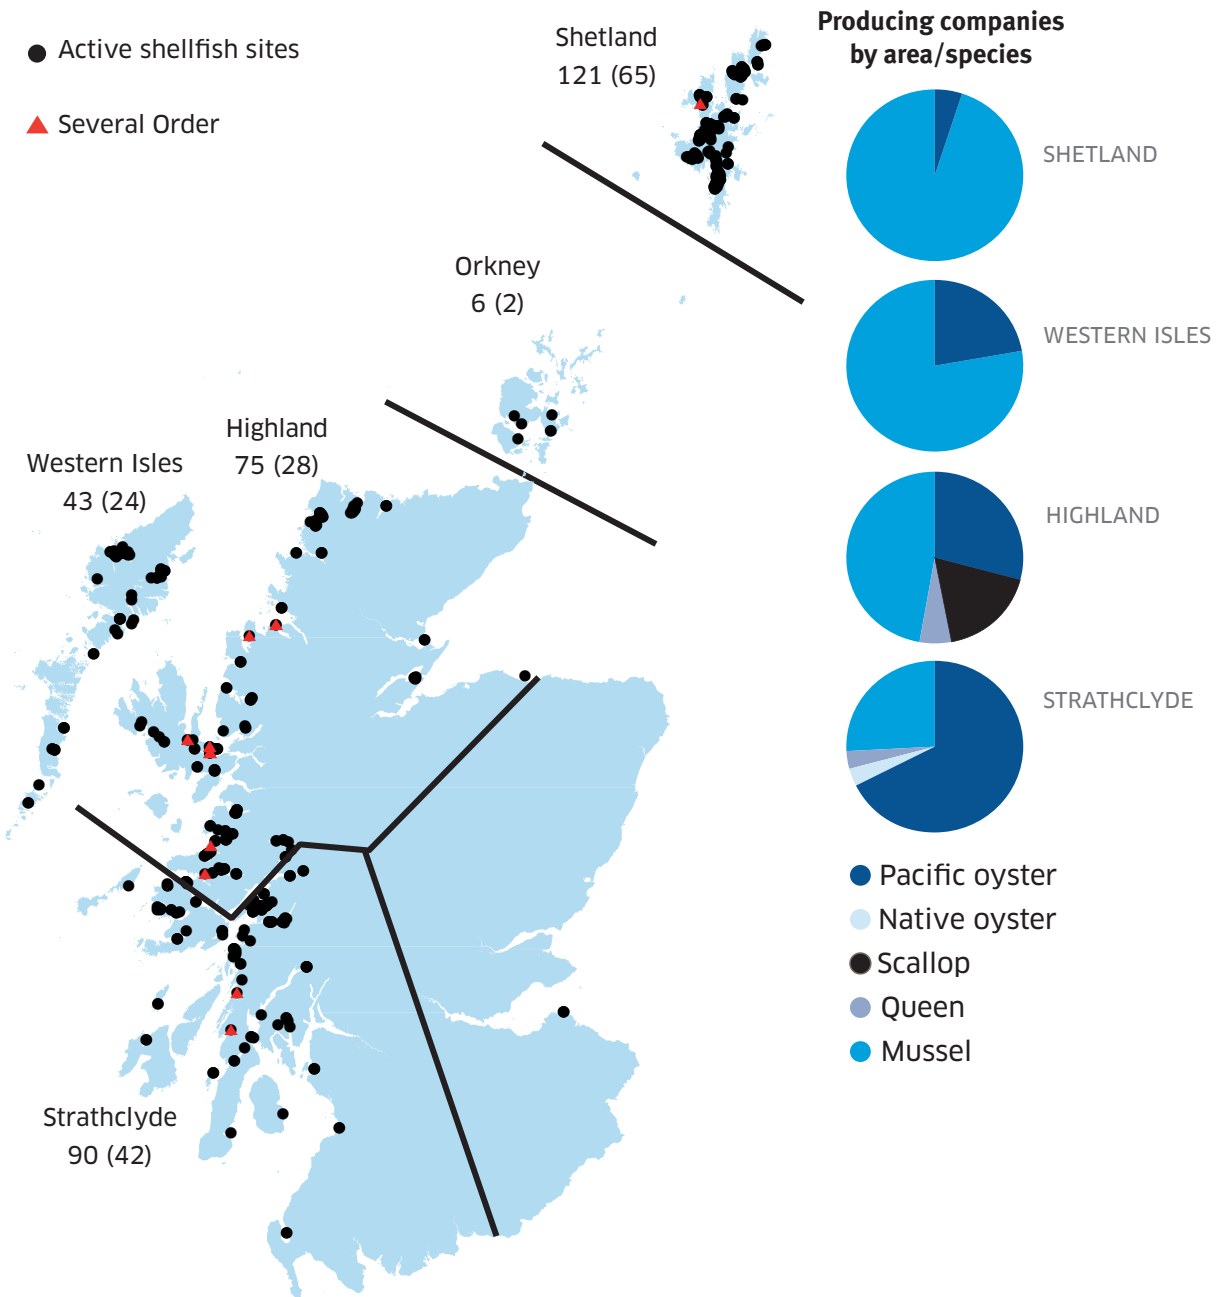 Active shellfish sites
Several Order
Shetland
121 (65)
Orkney
6 (2)
Highland
75 (28)
Western Isles
43 (24)
Strathclyde
90 (42)
Producing companies
by area/species
SHETLAND
WESTERN ISLES
HIGHLAND
STRATHCLYDE
Pacific oyster
Native oyster
Scallop
Queen
Mussel